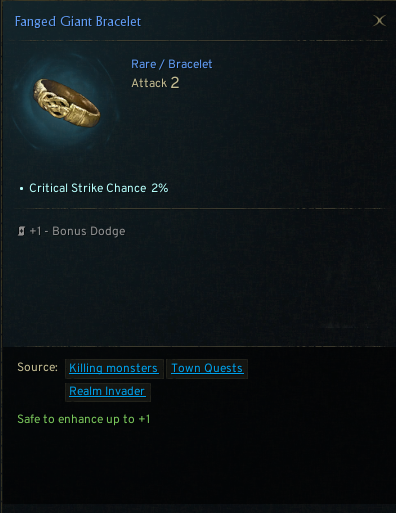 Fanged Giant Bracelet
Rare / Bracelet
Attack 2
• Critical Strike Chance 2%
+1 - Bonus Dodge
Source: Killing monsters Town Quests
Realm Invader
Safe to enhance up to +1